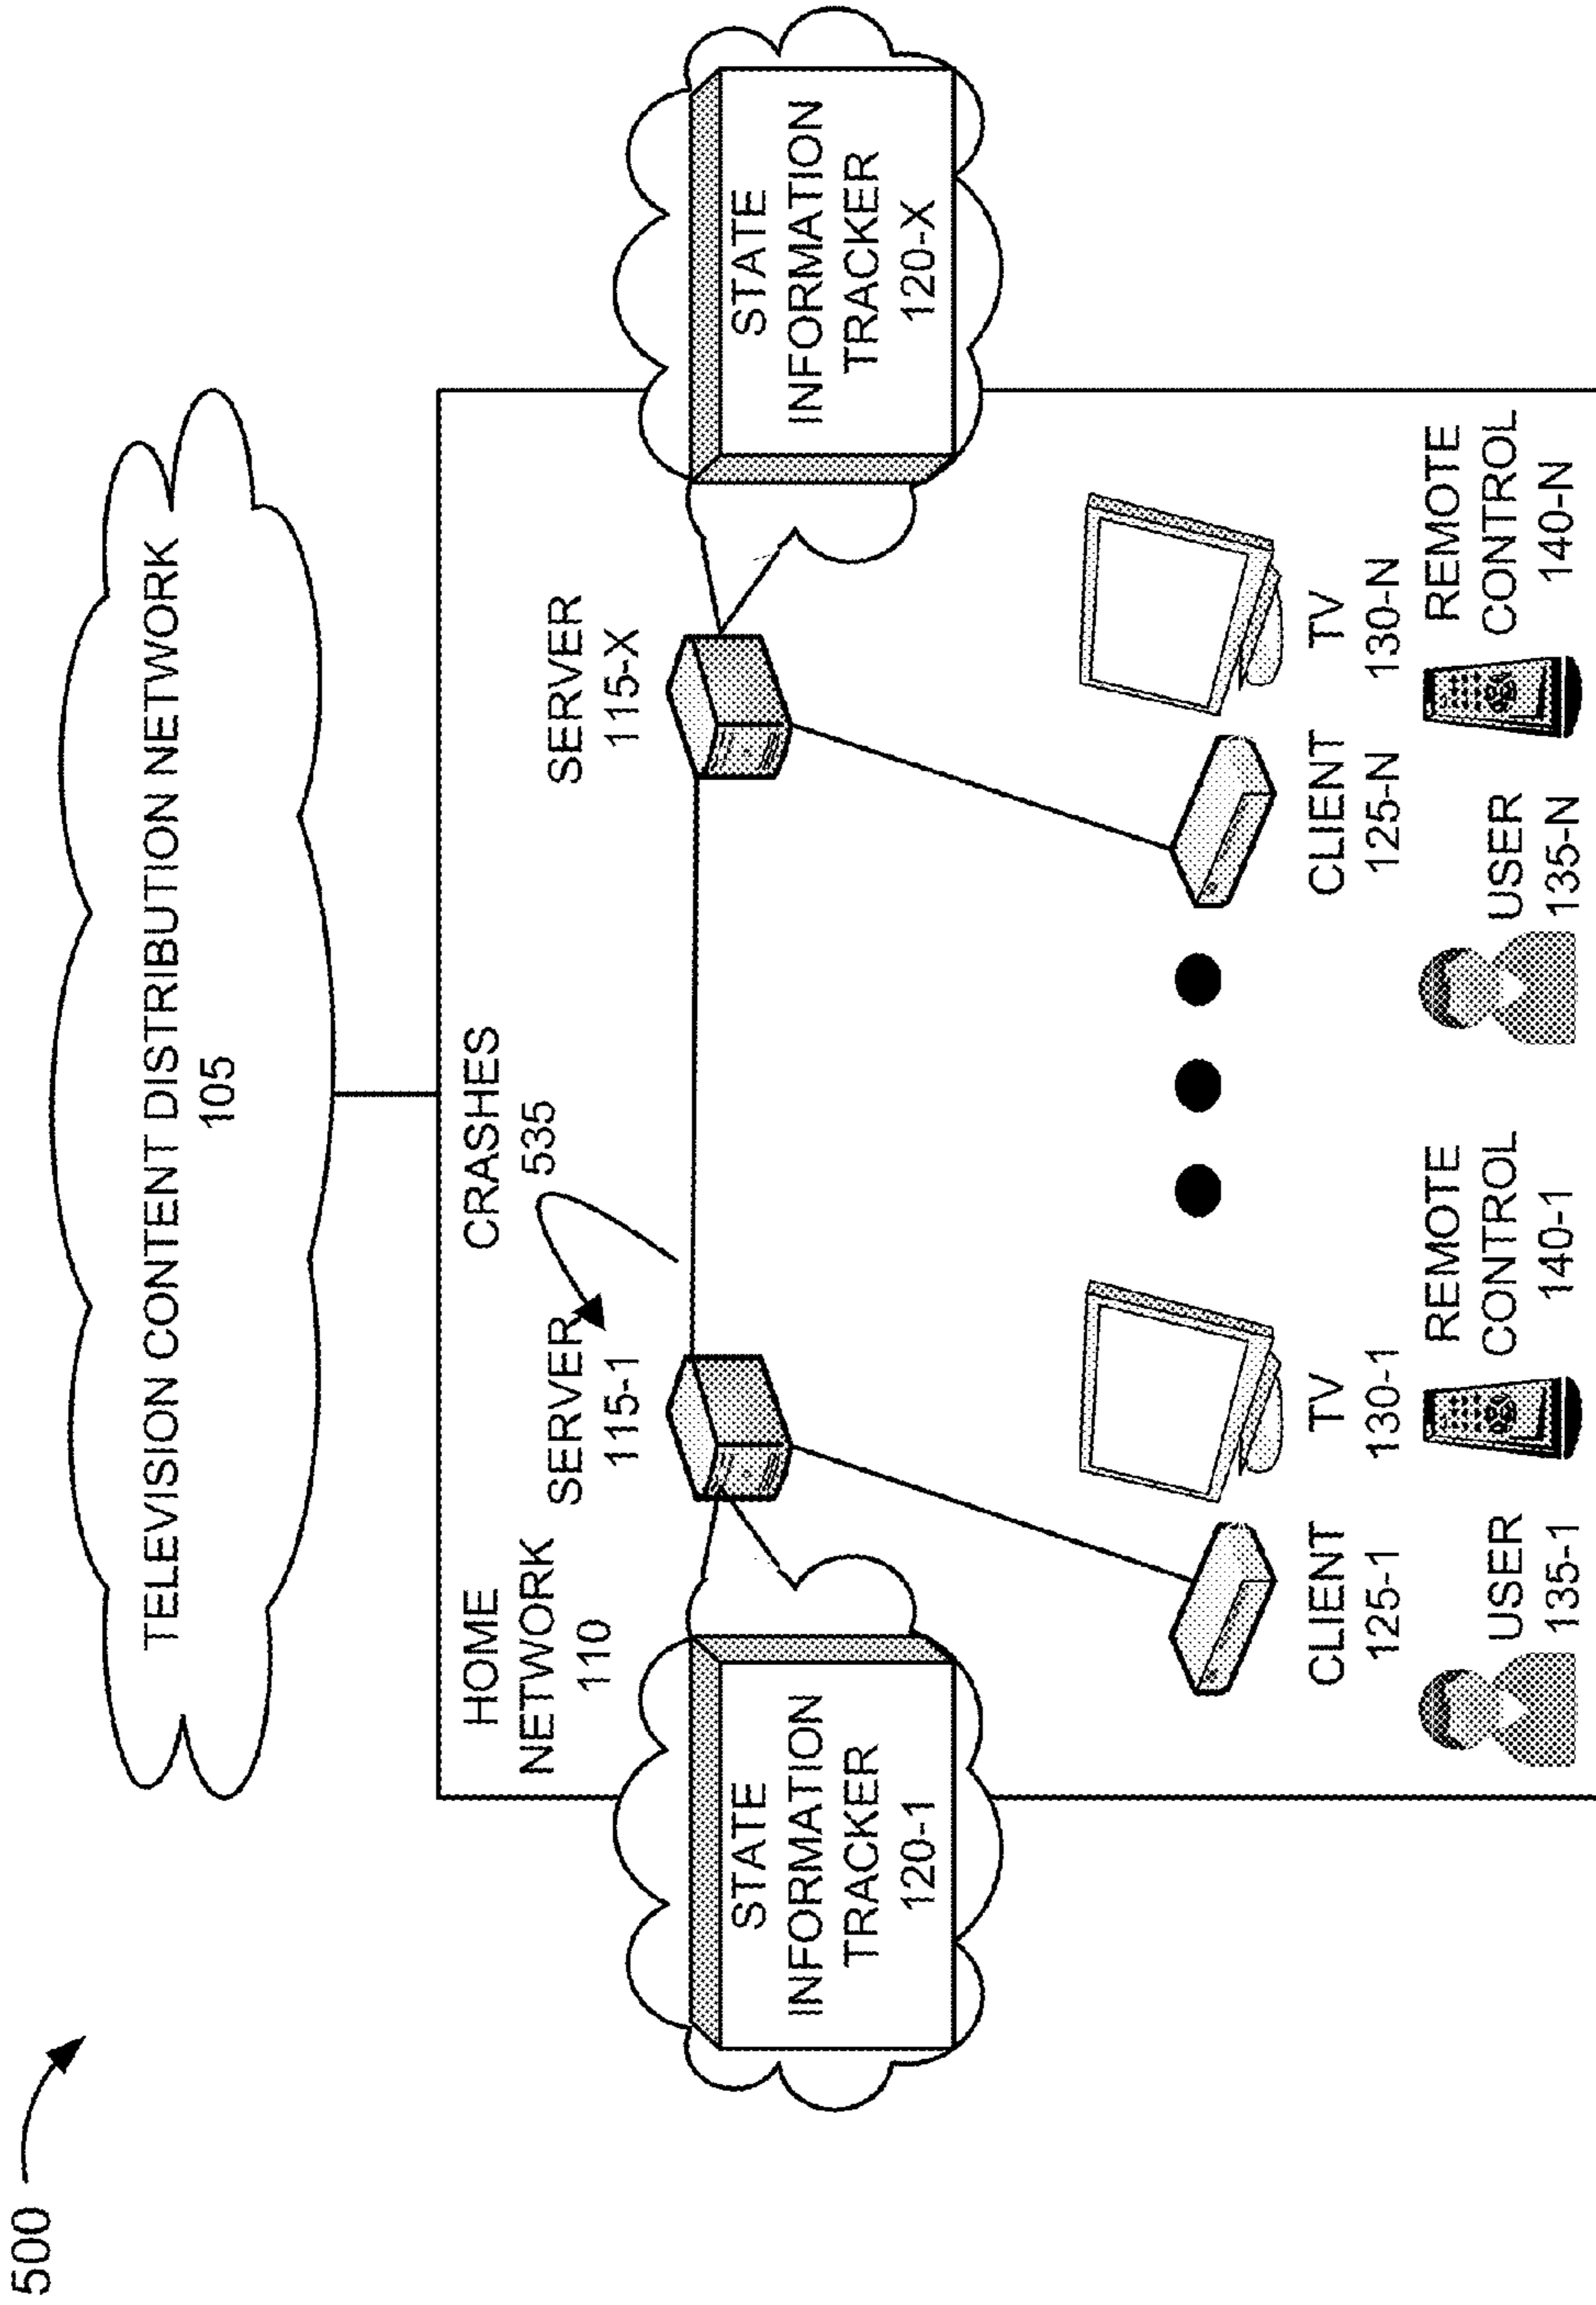 500
TELEVISION CONTENT DISTRIBUTION NETWORK
105
HOME
NETWORK
110
CRASHES
535
SERVER
115-1
SERVER
115-X
STATE
INFORMATION
TRACKER
120-1
STATE
INFORMATION
TRACKER
120-X
CLIENT
125-1
TV
130-1
CLIENT
125-N
TV
130-N
USER
135-1
REMOTE
CONTROL
140-1
USER
135-N
REMOTE
CONTROL
140-N